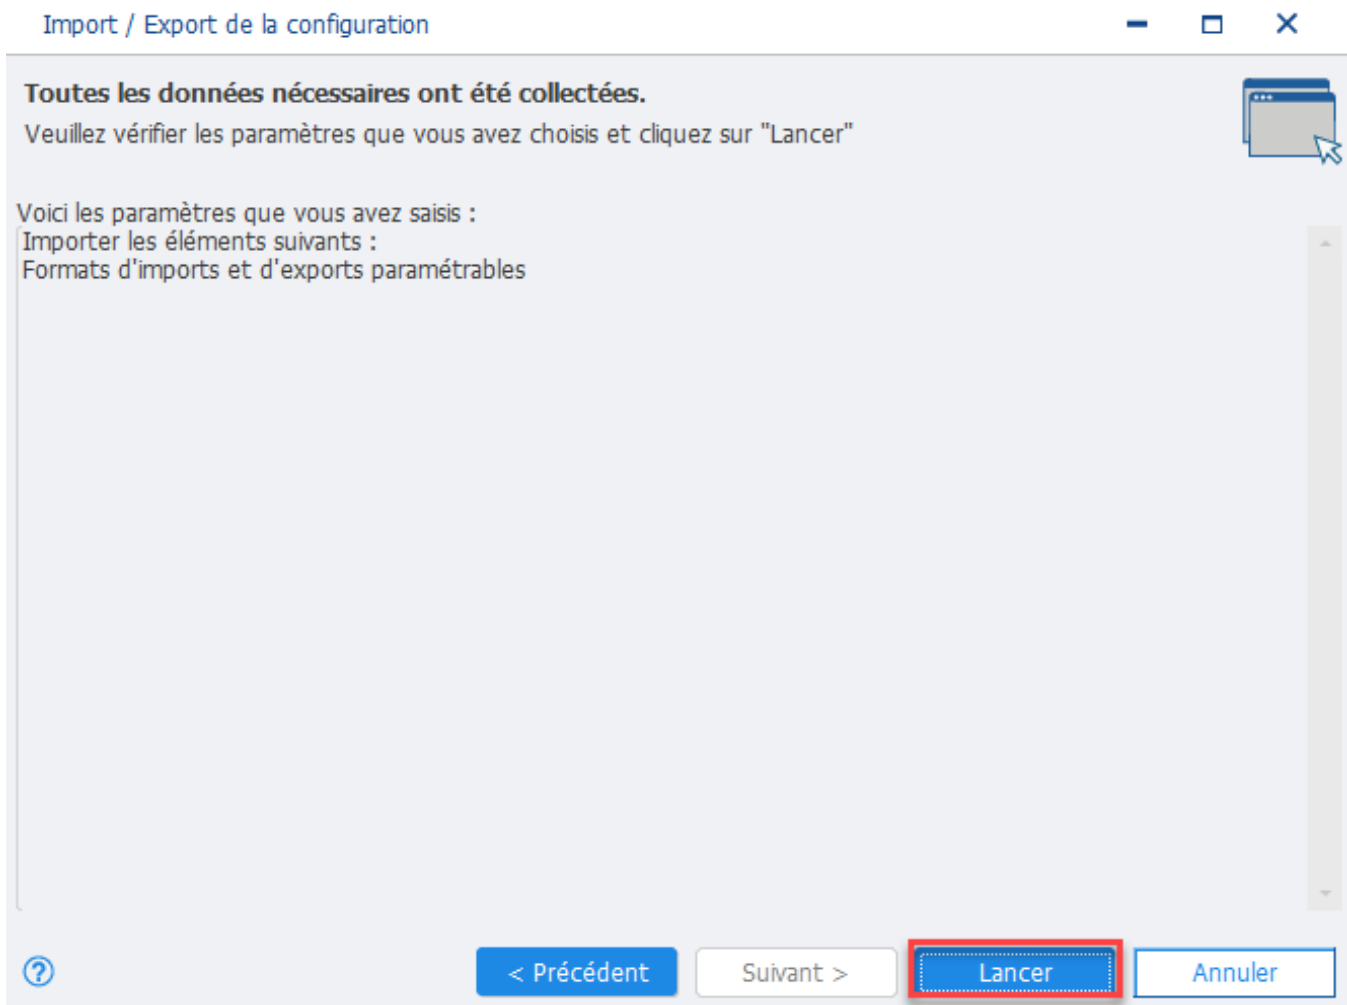 Import / Export de la configuration
Toutes les données nécessaires ont été collectées.
Veuillez vérifier les paramètres que vous avez choisis et cliquez sur "Lancer"
Voici les paramètres que vous avez saisis :
Importer les éléments suivants :
Formats d'imports et d'exports paramétrables
? < Précédent Suivant > Lancer Annuler